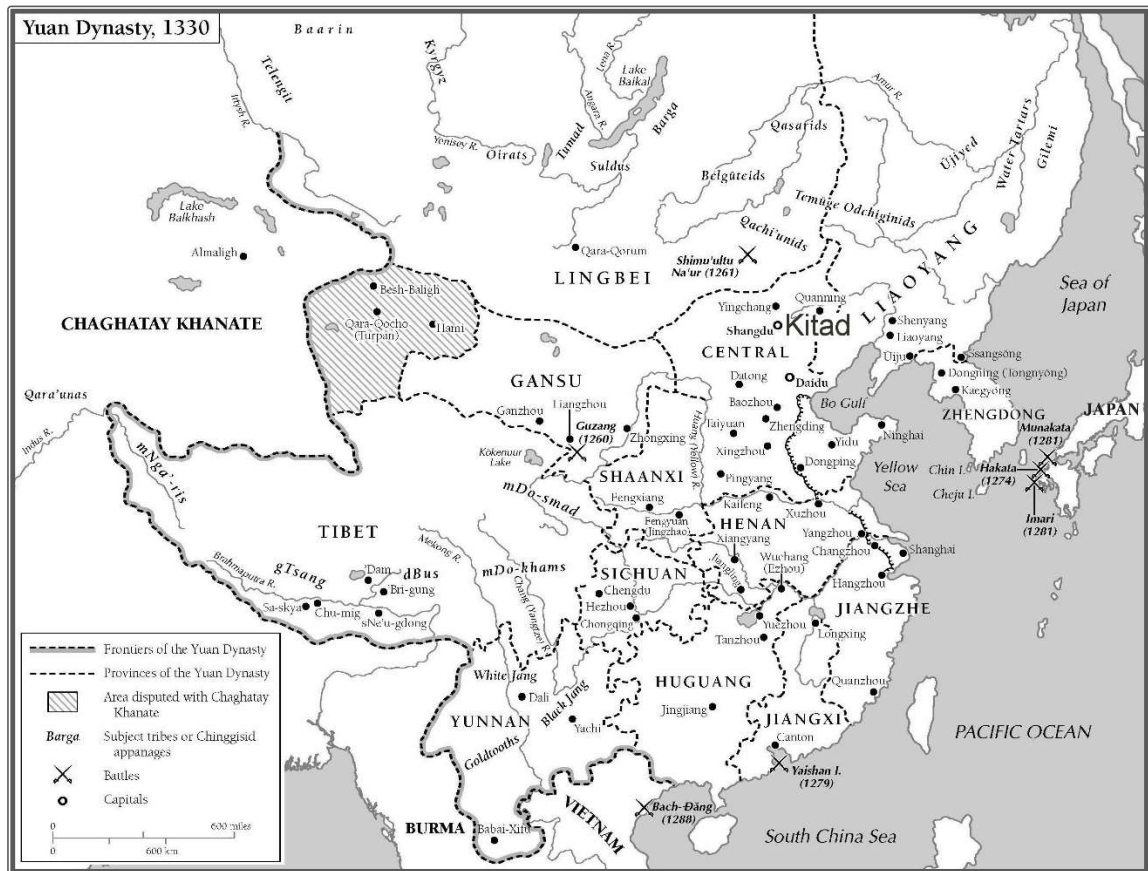 Yuan Dynasty, 1330
Baarin
Telengit
Kyrgyz
Lena R.
Lake
Baikal
Angara R.
Barga
Irtysh R.
Yenisey R.
Oirats
Tumad
Suldus
Qasarids
Amur R.
Üjiyed
Water Tartars
Gilemi
Belgüteids
Temüge Odchiginids
Qachi'unids
Lake
Balkhash
Almaligh
Qara-Qorum
LINGBEI
Shimu'ultu
Na'ur (1261)
LIAOYANG
Sea of
Japan
Besh-Baligh
Qara-Qocho
(Turpan)
Hami
CHAGHATAY KHANATE
Yingchang
Quanning
Shangdu
Kitad
CENTRAL
Shenyang
Liaoyang
Uiju
Ssangsŏng
Dongning (Tongnyŏng)
Kaegyŏng
Datong
Daidu
Bo Guli
ZHENGDONG
JAPAN
Munakata
(1281)
Hakata
(1274)
Imari
(1281)
Chin I.
Cheju I.
Yellow
Sea
Qara'unas
Indus R.
mNga'-ris
GANSU
Ganzhou
Liangzhou
Guzang
(1260)
Kökenuur
Lake
Zhongxing
Huang (Yellow) R.
Baozhou
Taiyuan
Zhengding
Xingzhou
Yidu
Ninghai
Dongping
Pingyang
SHAANXI
Fengxiang
Fengyuan
(Jingzhao)
Kaifeng
HENAN
Xuzhou
Xiangyang
Yangzhou
Changzhou
Shanghai
Hangzhou
Wuchang
(Ezhou)
Jiangling
mDo-smad
TIBET
Mekong R.
mDo-khams
Chang (Yangtze) R.
Brahmaputra R.
gTsang
Dam
dBus
Bri-gung
Sa-skya
Chu-mig
sNe'u-gdong
SICHUAN
Chengdu
Hezhou
Chongqing
Yuezhou
Tanzhou
JIANGZHE
Longxing
Quanzhou
White Jang
Dali
Black Jang
YUNNAN
Yachi
Goldtooths
HUGUANG
Jingjiang
JIANGXI
Canton
Yaishan I.
(1279)
PACIFIC OCEAN
BURMA
Babai-Xifu
VIETNAM
Bach-Đăng
(1288)
South China Sea
Frontiers of the Yuan Dynasty
Provinces of the Yuan Dynasty
Area disputed with Chaghatay
Khanate
Barga
Subject tribes or Chinggisid
appanages
Battles
Capitals
0 600 miles
0 600 km